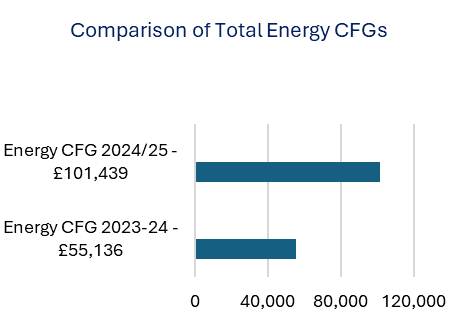 Comparison of Total Energy CFGs
Energy CFG 2024/25 -
£101,439
Energy CFG 2023-24 -
£55,136
0 40,000 80,000 120,000